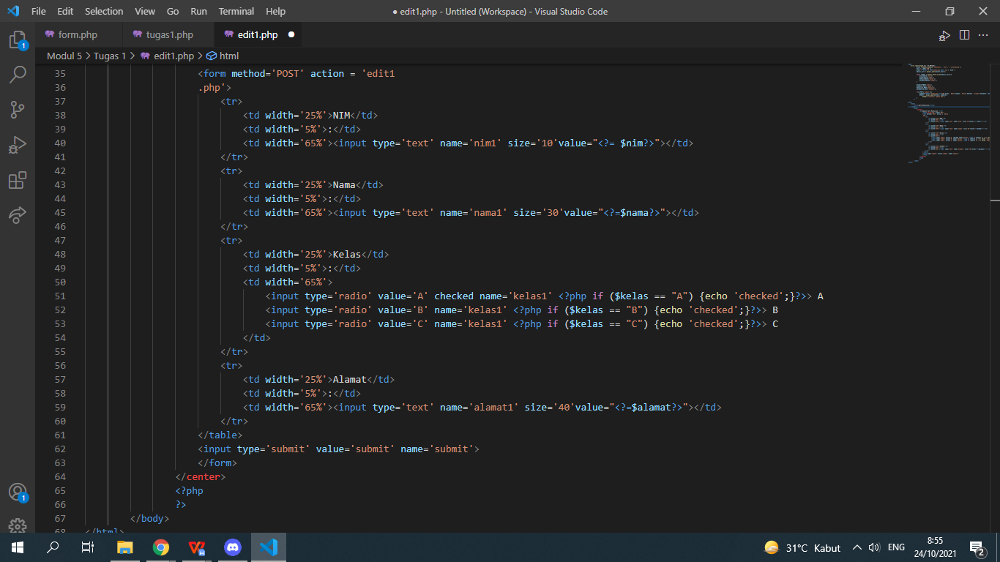 File Edit Selection View Go Run Terminal Help ● edit1.php - Untitled (Workspace) - Visual Studio Code
form.php tugas1.php edit1.php
Modul 5 > Tugas 1 > edit1.php > html
35 <form method='POST' action = 'edit1
36 .php'>
37 <tr>
38 <td width='25%'>NIM</td>
39 <td width='5%'>:</td>
40 <td width='65%'><input type='text' name='nim1' size='10'value="<?= $nim?>"></td>
41 </tr>
42 <tr>
43 <td width='25%'>Nama</td>
44 <td width='5%'>:</td>
45 <td width='65%'><input type='text' name='nama1' size='30'value="<?=$nama?>"></td>
46 </tr>
47 <tr>
48 <td width='25%'>Kelas</td>
49 <td width='5%'>:</td>
50 <td width='65%'>
51 <input type='radio' value='A' checked name='kelas1' <?php if ($kelas == "A") {echo 'checked';}?>> A
52 <input type='radio' value='B' name='kelas1' <?php if ($kelas == "B") {echo 'checked';}?>> B
53 <input type='radio' value='C' name='kelas1' <?php if ($kelas == "C") {echo 'checked';}?>> C
54 </td>
55 </tr>
56 <tr>
57 <td width='25%'>Alamat</td>
58 <td width='5%'>:</td>
59 <td width='65%'><input type='text' name='alamat1' size='40'value="<?=$alamat?>"></td>
60 </tr>
61 </table>
62 <input type='submit' value='submit' name='submit'>
63 </form>
64 </center>
65 <?php
66 ?>
67 </body>
68 </html>
1
1
31°C Kabut ENG 8:55
24/10/2021
2